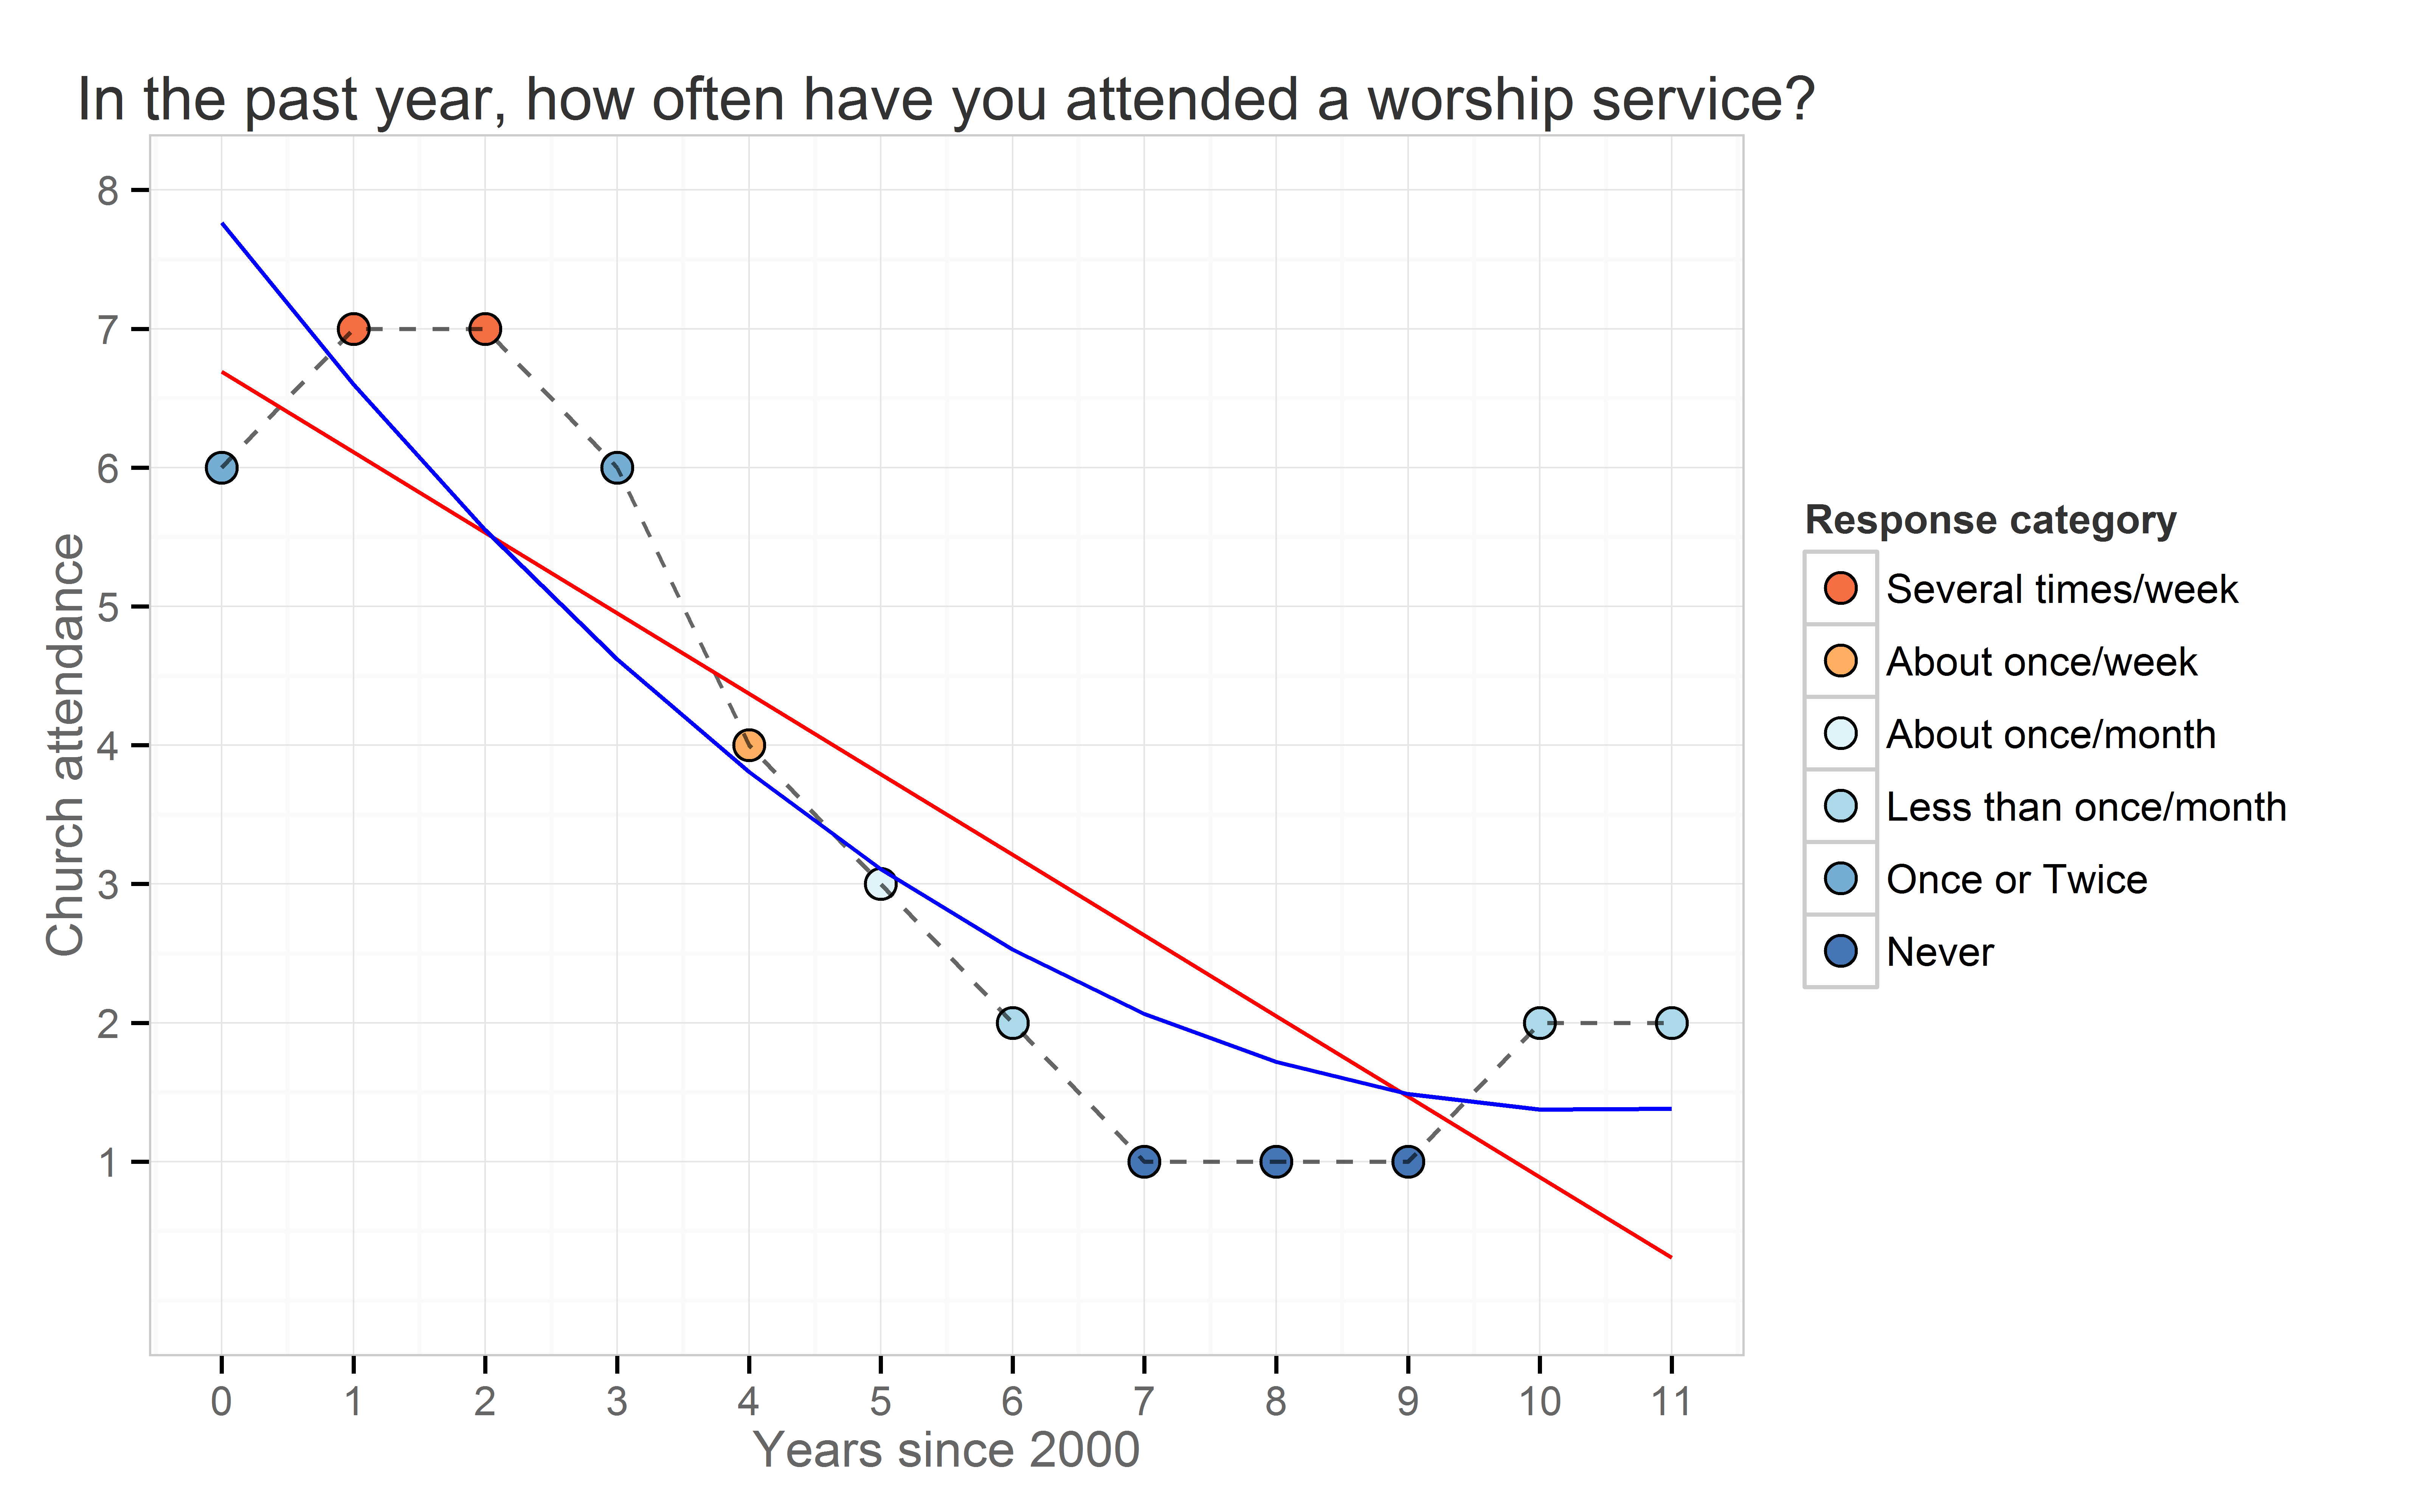 In the past year, how often have you attended a worship service?
Church attendance
8
7
6
5
4
3
2
1
0 1 2 3 4 5 6 7 8 9 10 11
Years since 2000
Response category
Several times/week
About once/week
About once/month
Less than once/month
Once or Twice
Never